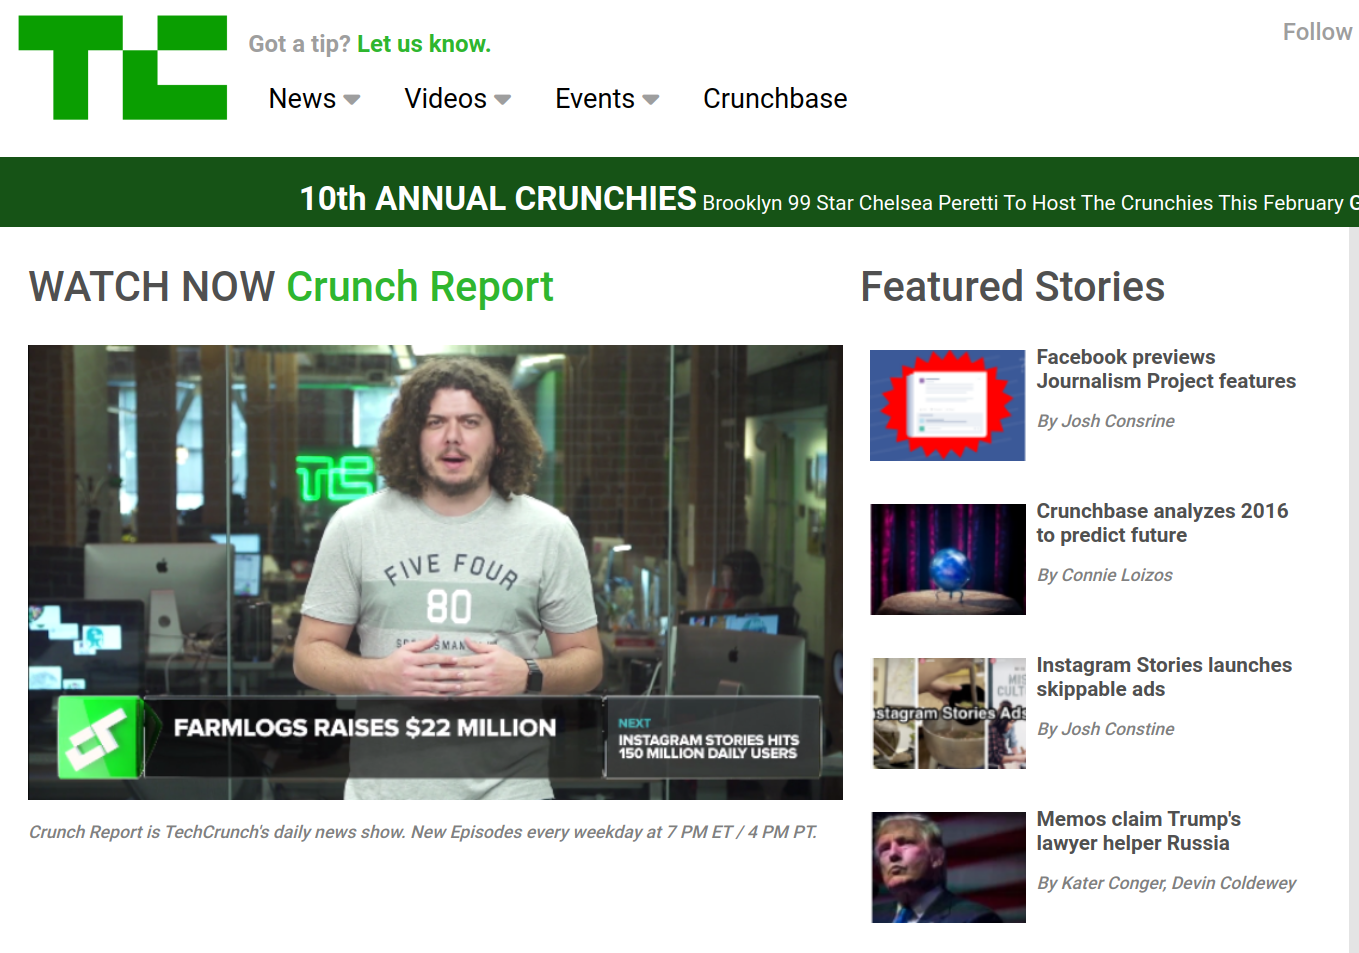 TC
Got a tip? Let us know.
Follow
News Videos Events Crunchbase
10th ANNUAL CRUNCHIES Brooklyn 99 Star Chelsea Peretti To Host The Crunchies This February G
WATCH NOW Crunch Report
TC
FIVE FOUR
80
FARMLOGS RAISES $22 MILLION
NEXT
INSTAGRAM STORIES HITS
150 MILLION DAILY USERS
Crunch Report is TechCrunch's daily news show. New Episodes every weekday at 7 PM ET / 4 PM PT.
Featured Stories
Facebook previews
Journalism Project features
By Josh Consrine
Crunchbase analyzes 2016
to predict future
By Connie Loizos
stagram Stories Ads
Instagram Stories launches
skippable ads
By Josh Constine
Memos claim Trump's
lawyer helper Russia
By Kater Conger, Devin Coldewey